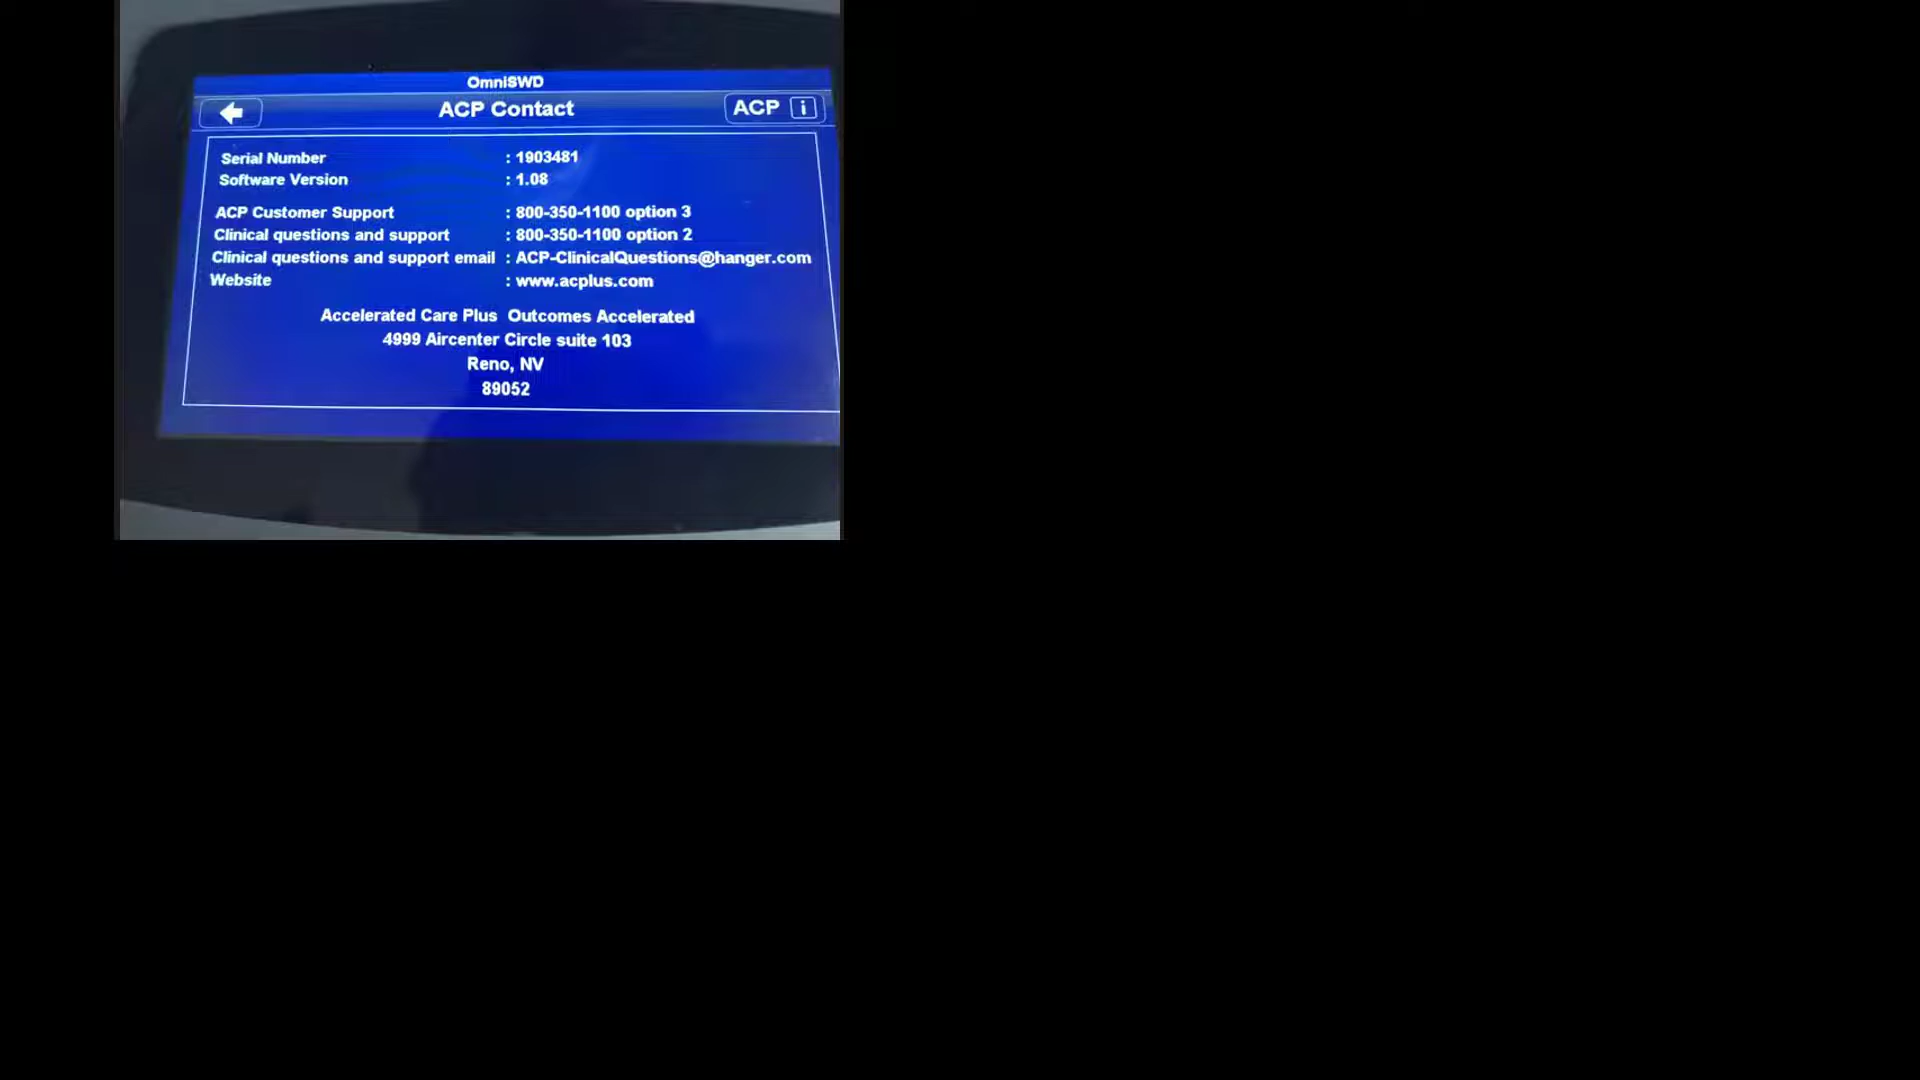 OmniSWD
ACP Contact
ACP i
Serial Number : 1903481
Software Version : 1.08
ACP Customer Support : 800-350-1100 option 3
Clinical questions and support : 800-350-1100 option 2
Clinical questions and support email : ACP-ClinicalQuestions@hanger.com
Website : www.acplus.com
Accelerated Care Plus Outcomes Accelerated
4999 Aircenter Circle suite 103
Reno, NV
89052